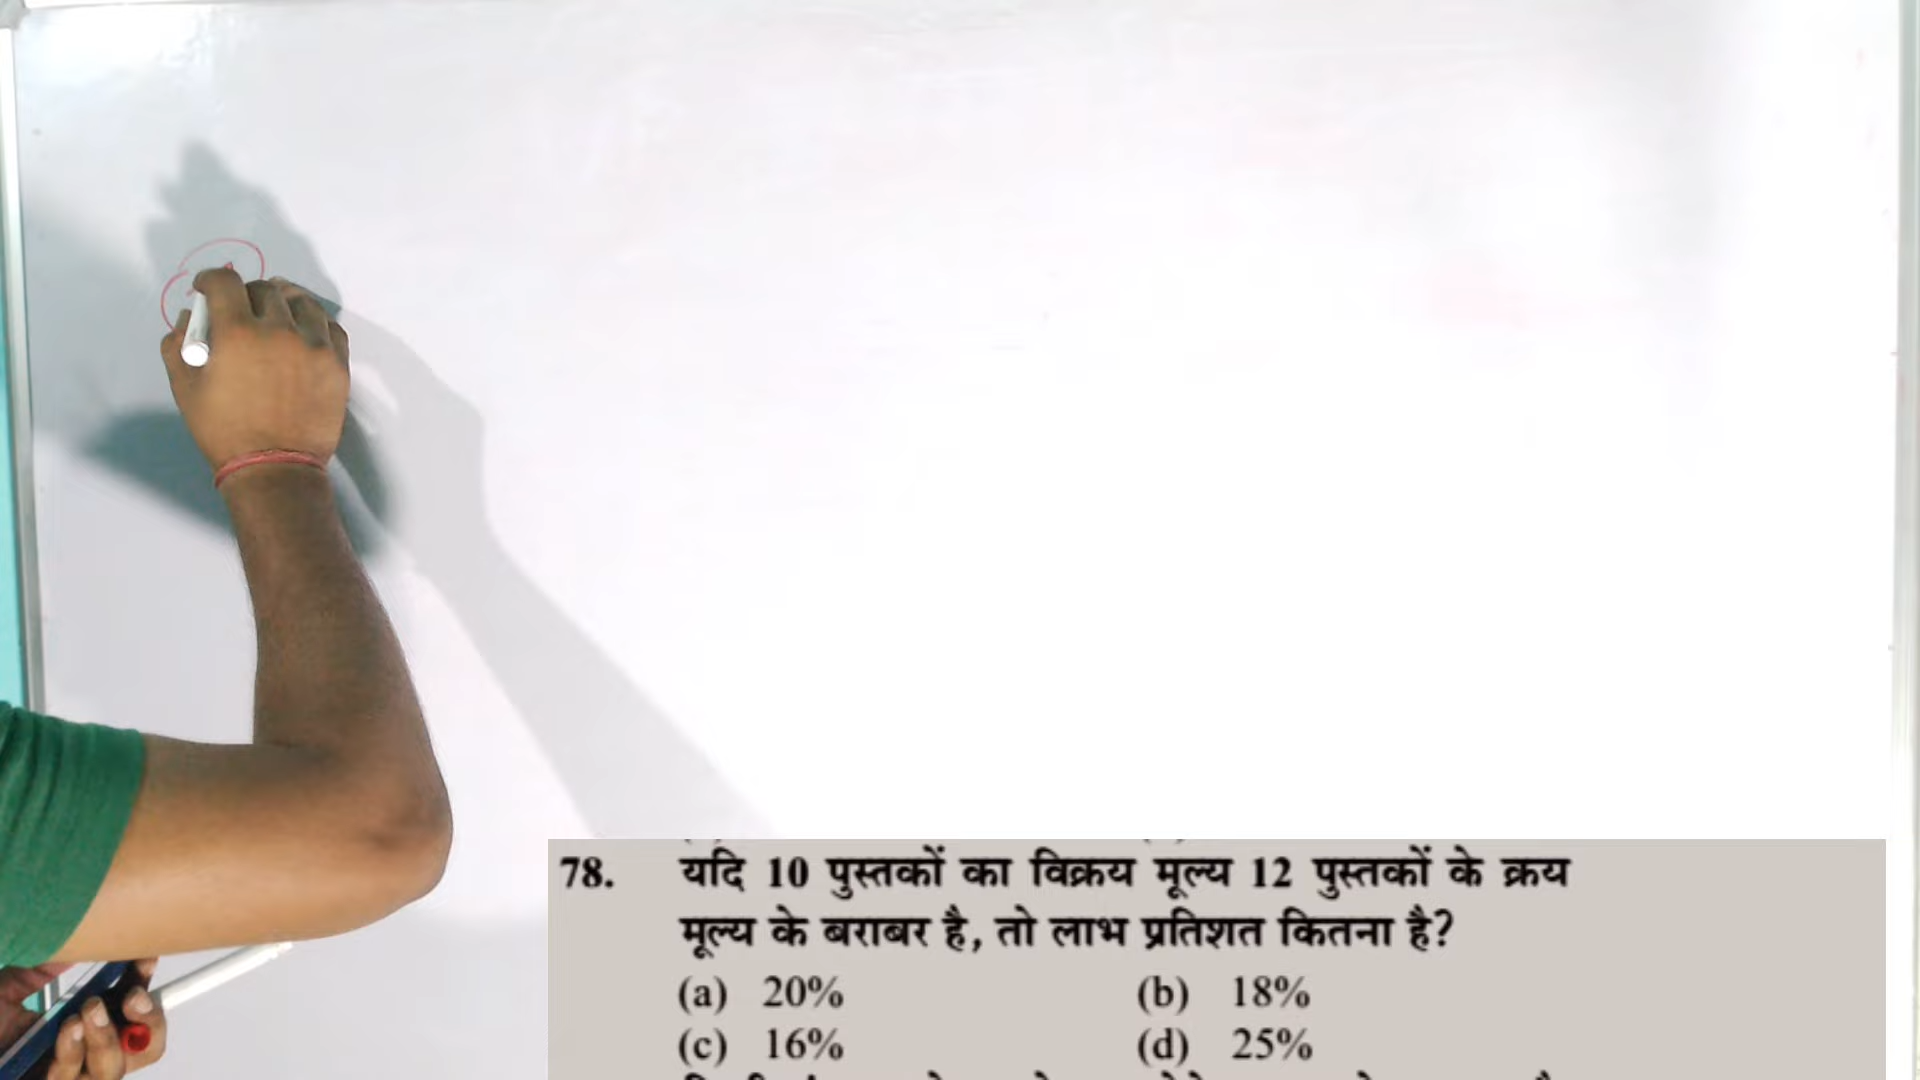 78. यदि 10 पुस्तकों का विक्रय मूल्य 12 पुस्तकों के क्रय
मूल्य के बराबर है, तो लाभ प्रतिशत कितना है?
(a) 20% (b) 18%
(c) 16% (d) 25%